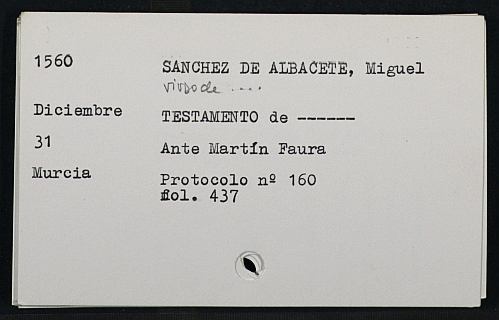 1560 SANCHEZ DE ALBACETE, Miguel
viudo de ....
Diciembre TESTAMENTO de ------
31 Ante Martín Faura
Murcia Protocolo nº 160
fol. 437